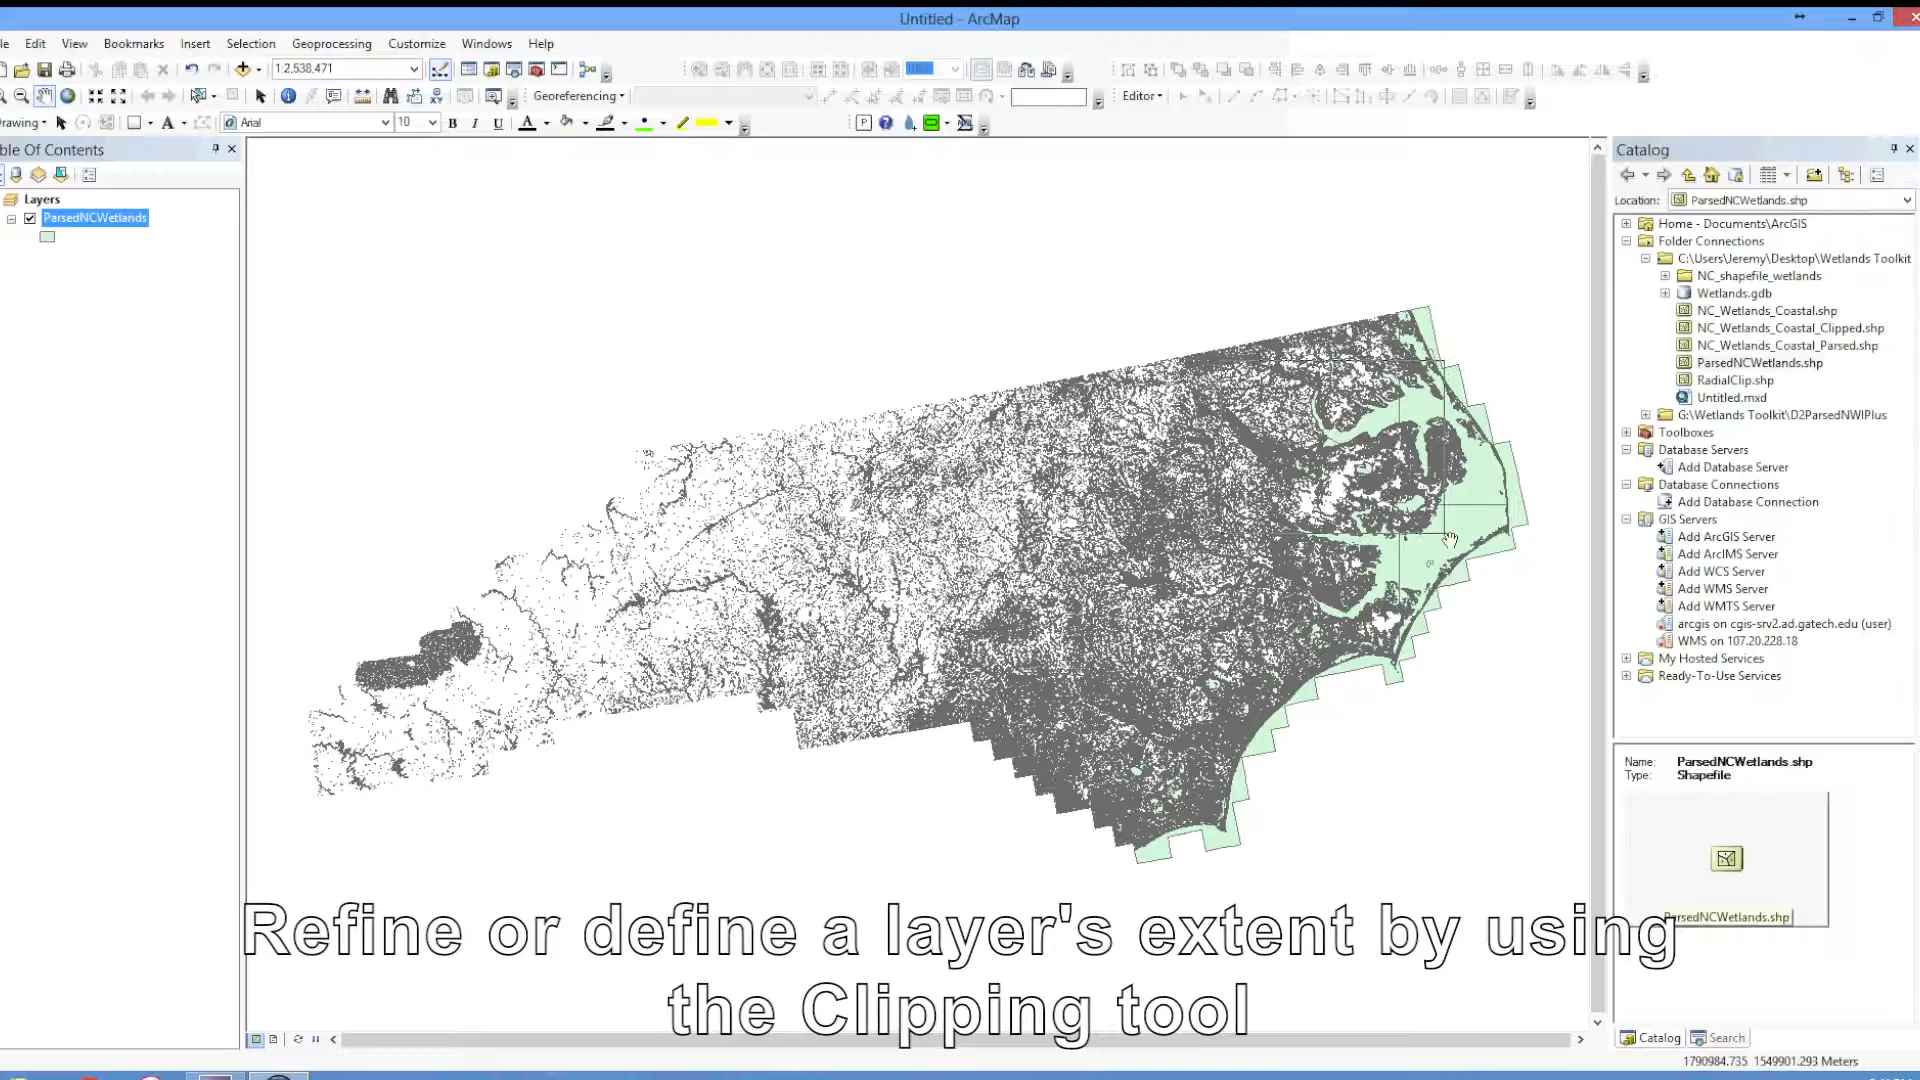 Untitled - ArcMap
Edit View Bookmarks Insert Selection Geoprocessing Customize Windows Help
1:2,538,471
Georeferencing
Editor
Drawing
Arial
10
B I U A
ble Of Contents
Layers
ParsedNCWetlands
Catalog
Location: ParsedNCWetlands.shp
Home - Documents\ArcGIS
Folder Connections
C:\Users\Jeremy\Desktop\Wetlands Toolkit
NC_shapefile_wetlands
Wetlands.gdb
NC_Wetlands_Coastal.shp
NC_Wetlands_Coastal_Clipped.shp
NC_Wetlands_Coastal_Parsed.shp
ParsedNCWetlands.shp
RadialClip.shp
Untitled.mxd
G:\Wetlands Toolkit\D2ParsedNWIPlus
Toolboxes
Database Servers
Add Database Server
Database Connections
Add Database Connection
GIS Servers
Add ArcGIS Server
Add ArcIMS Server
Add WCS Server
Add WMS Server
Add WMTS Server
arcgis on cgis-srv2.ad.gatech.edu (user)
WMS on 107.20.228.18
My Hosted Services
Ready-To-Use Services
Name: ParsedNCWetlands.shp
Type: Shapefile
ParsedNCWetlands.shp
Refine or define a layer's extent by using
the Clipping tool
Catalog Search
1790984.735 1549901.293 Meters